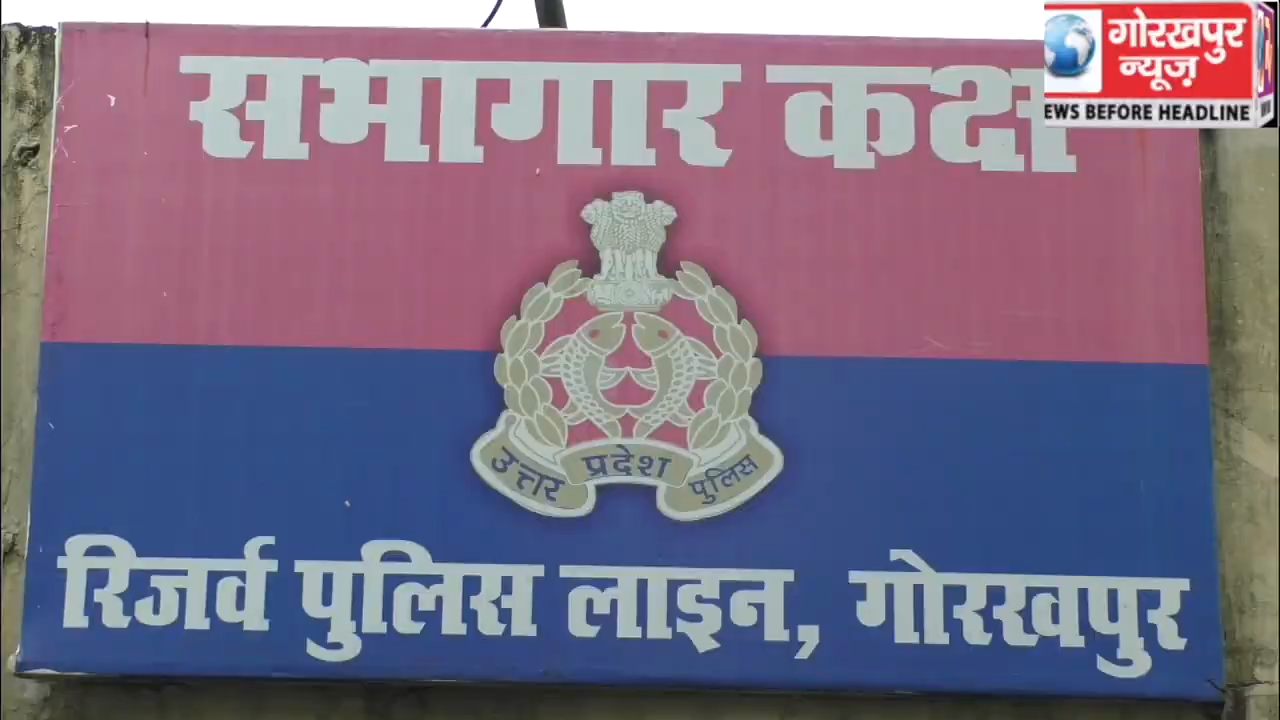 सभागार कक्ष
गोरखपुर
न्यूज़
EWS BEFORE HEADLINE
उत्तर प्रदेश पुलिस
रिजर्व पुलिस लाइन, गोरखपुर